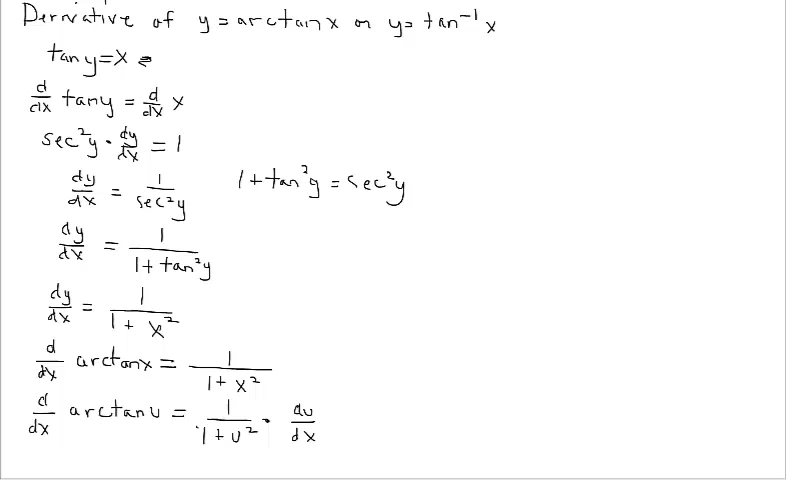 Derivative of y = arctanx or y = tan⁻¹ x
tan y = x =
d/dx tan y = d/dx x
sec²y · dy/dx = 1
dy/dx = 1/sec²y    1 + tan²y = sec²y
dy/dx = 1/(1 + tan²y)
dy/dx = 1/(1 + x²)
d/dx arctanx = 1/(1 + x²)
d/dx arctan u = 1/(1 + u²) · du/dx